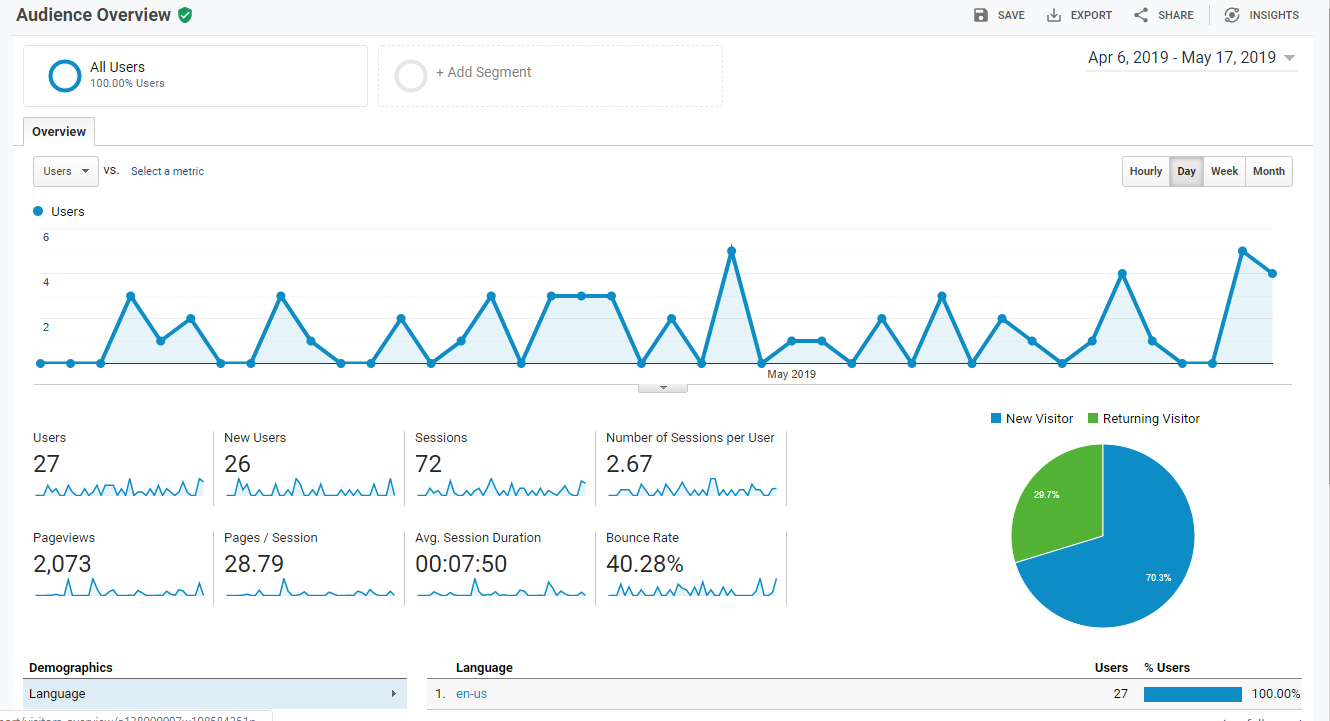 Audience Overview
SAVE EXPORT SHARE INSIGHTS
All Users
100.00% Users
+ Add Segment
Apr 6, 2019 - May 17, 2019
Overview
Users VS. Select a metric
Hourly Day Week Month
Users
6
4
2
May 2019
New Visitor Returning Visitor
Users New Users Sessions Number of Sessions per User
27 26 72 2.67
29.7%
Pageviews Pages / Session Avg. Session Duration Bounce Rate
2,073 28.79 00:07:50 40.28%
70.3%
Demographics Language Users % Users
Language 1. en-us 27 100.00%